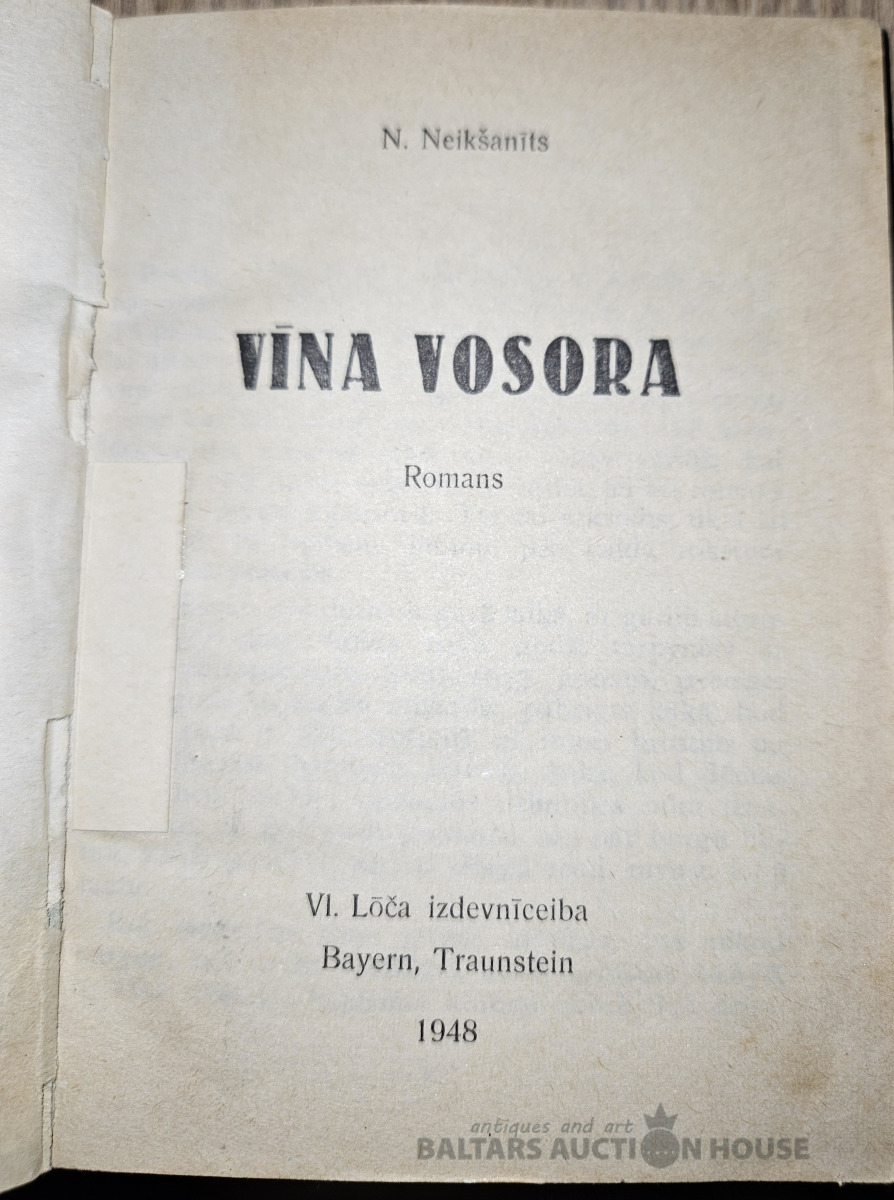 N. Neikšanīts
VĪNA VOSORA
Romans
Vl. Lōča izdevnīceiba
Bayern, Traunstein
1948
antiques and art
BALTARS AUCTION HOUSE